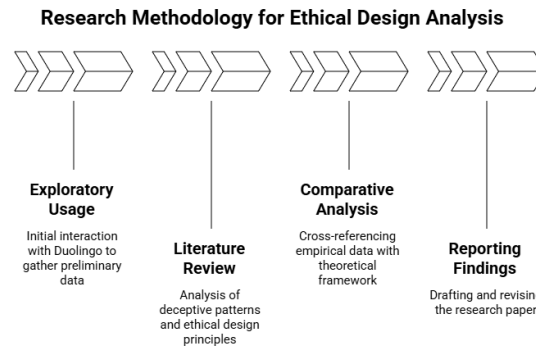 Research Methodology for Ethical Design Analysis
Exploratory
Usage
Initial interaction
with Duolingo to
gather preliminary
data
Literature
Review
Analysis of
deceptive patterns
and ethical design
principles
Comparative
Analysis
Cross-referencing
empirical data with
theoretical
framework
Reporting
Findings
Drafting and revising
the research paper